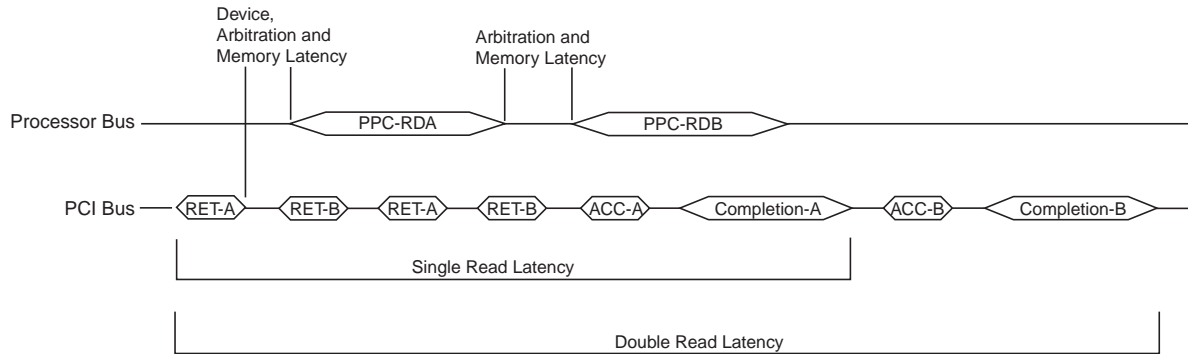 Device,
Arbitration and
Memory Latency
Arbitration and
Memory Latency
Processor Bus
PPC-RDA
PPC-RDB
PCI Bus
RET-A
RET-B
RET-A
RET-B
ACC-A
Completion-A
ACC-B
Completion-B
Single Read Latency
Double Read Latency